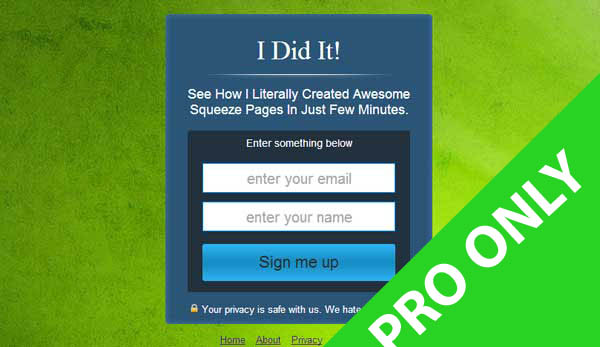 I Did It!
See How I Literally Created Awesome
Squeeze Pages In Just Few Minutes.
Enter something below
enter your email
enter your name
Sign me up
Your privacy is safe with us. We hate
Home About Privacy
PRO ONLY